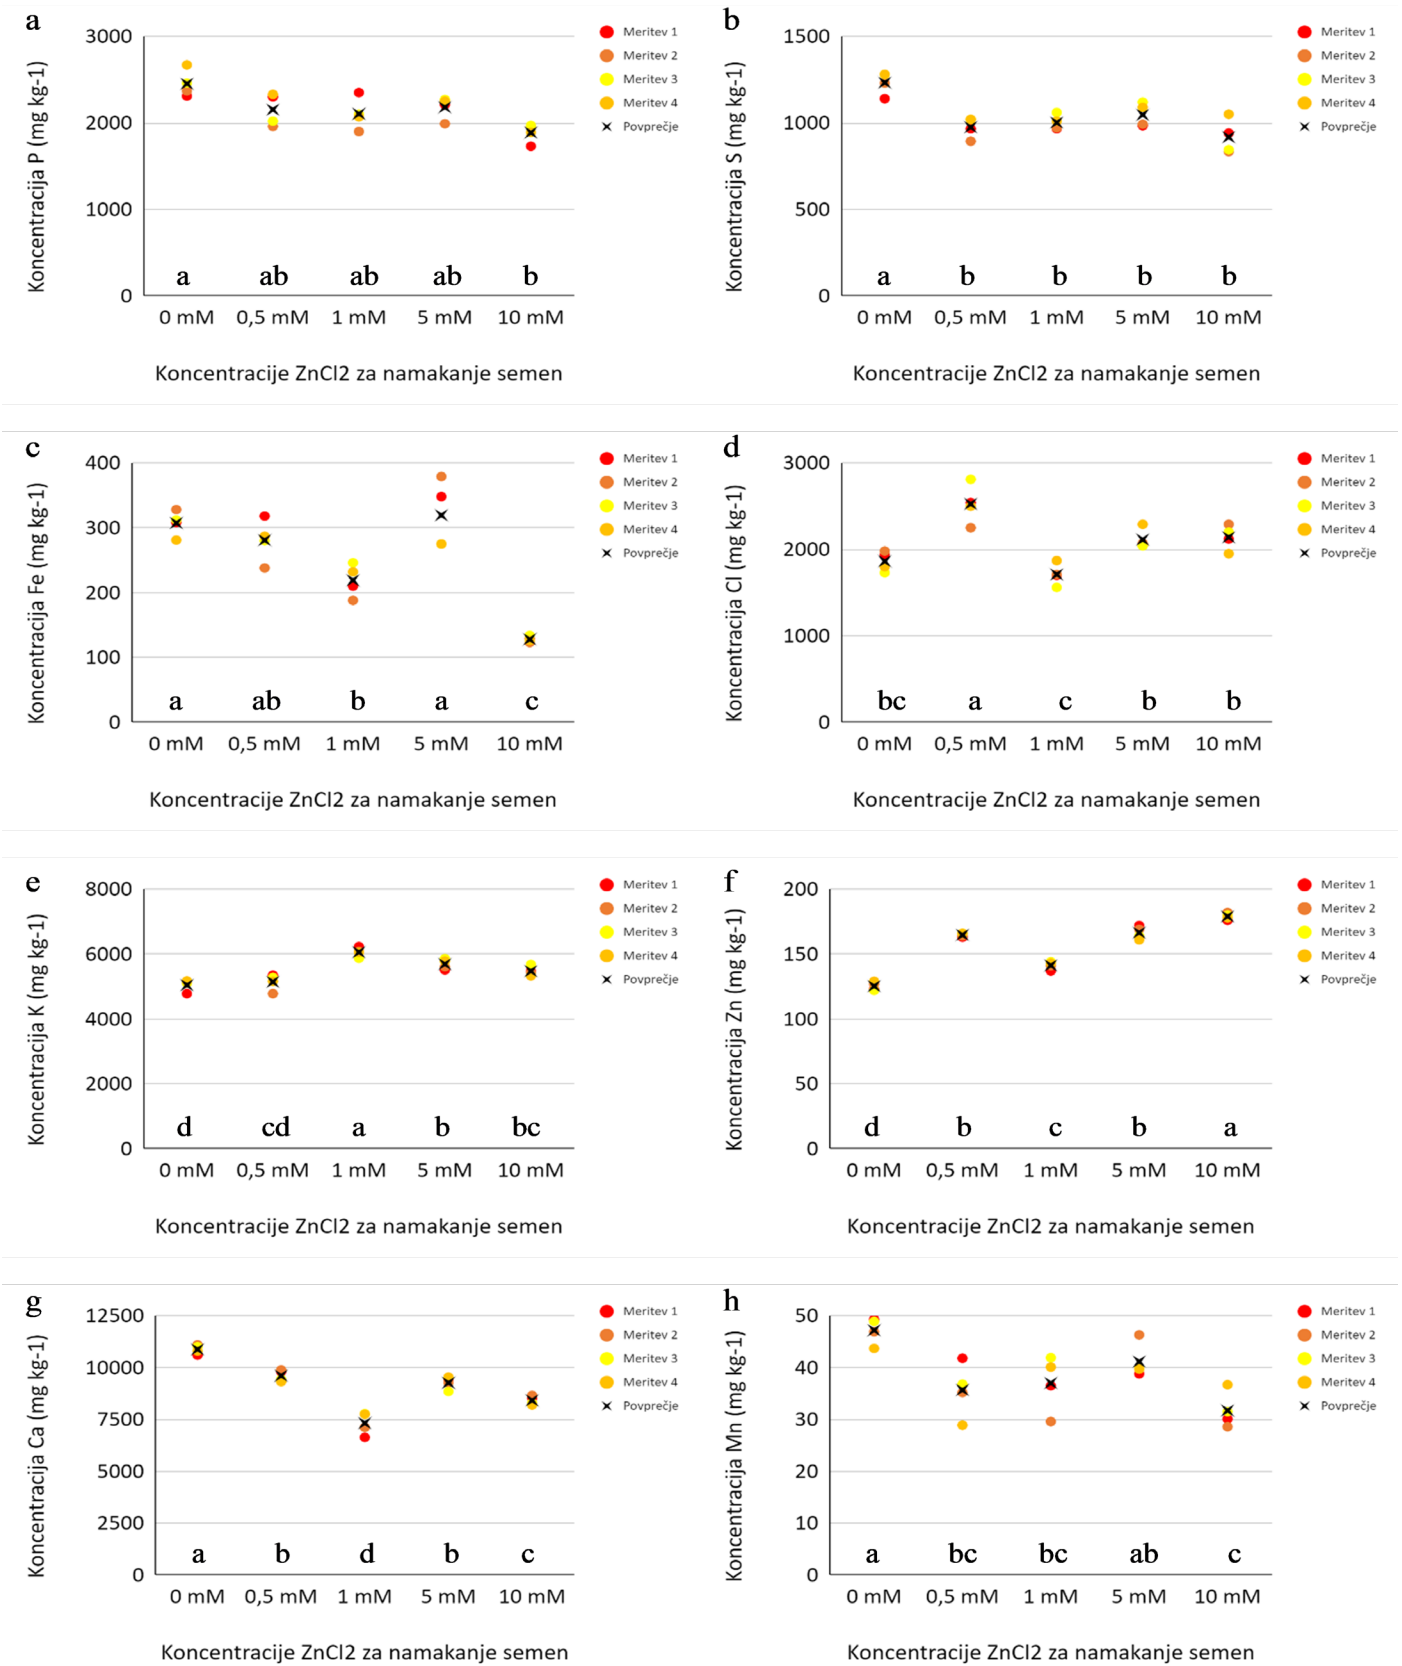 a
Koncentracija P (mg kg-1)
3000
2000
1000
0
a ab ab ab b
0 mM 0,5 mM 1 mM 5 mM 10 mM
Koncentracije ZnCl2 za namakanje semen
Meritev 1
Meritev 2
Meritev 3
Meritev 4
Povprečje
b
Koncentracija S (mg kg-1)
1500
1000
500
0
a b b b b
0 mM 0,5 mM 1 mM 5 mM 10 mM
Koncentracije ZnCl2 za namakanje semen
Meritev 1
Meritev 2
Meritev 3
Meritev 4
Povprečje
c
Koncentracija Fe (mg kg-1)
400
300
200
100
0
a ab b a c
0 mM 0,5 mM 1 mM 5 mM 10 mM
Koncentracije ZnCl2 za namakanje semen
Meritev 1
Meritev 2
Meritev 3
Meritev 4
Povprečje
d
Koncentracija Cl (mg kg-1)
3000
2000
1000
0
bc a c b b
0 mM 0,5 mM 1 mM 5 mM 10 mM
Koncentracije ZnCl2 za namakanje semen
Meritev 1
Meritev 2
Meritev 3
Meritev 4
Povprečje
e
Koncentracija K (mg kg-1)
8000
6000
4000
2000
0
d cd a b bc
0 mM 0,5 mM 1 mM 5 mM 10 mM
Koncentracije ZnCl2 za namakanje semen
Meritev 1
Meritev 2
Meritev 3
Meritev 4
Povprečje
f
Koncentracija Zn (mg kg-1)
200
150
100
50
0
d b c b a
0 mM 0,5 mM 1 mM 5 mM 10 mM
Koncentracije ZnCl2 za namakanje semen
Meritev 1
Meritev 2
Meritev 3
Meritev 4
Povprečje
g
Koncentracija Ca (mg kg-1)
12500
10000
7500
5000
2500
0
a b d b c
0 mM 0,5 mM 1 mM 5 mM 10 mM
Koncentracije ZnCl2 za namakanje semen
Meritev 1
Meritev 2
Meritev 3
Meritev 4
Povprečje
h
Koncentracija Mn (mg kg-1)
50
40
30
20
10
0
a bc bc ab c
0 mM 0,5 mM 1 mM 5 mM 10 mM
Koncentracije ZnCl2 za namakanje semen
Meritev 1
Meritev 2
Meritev 3
Meritev 4
Povprečje